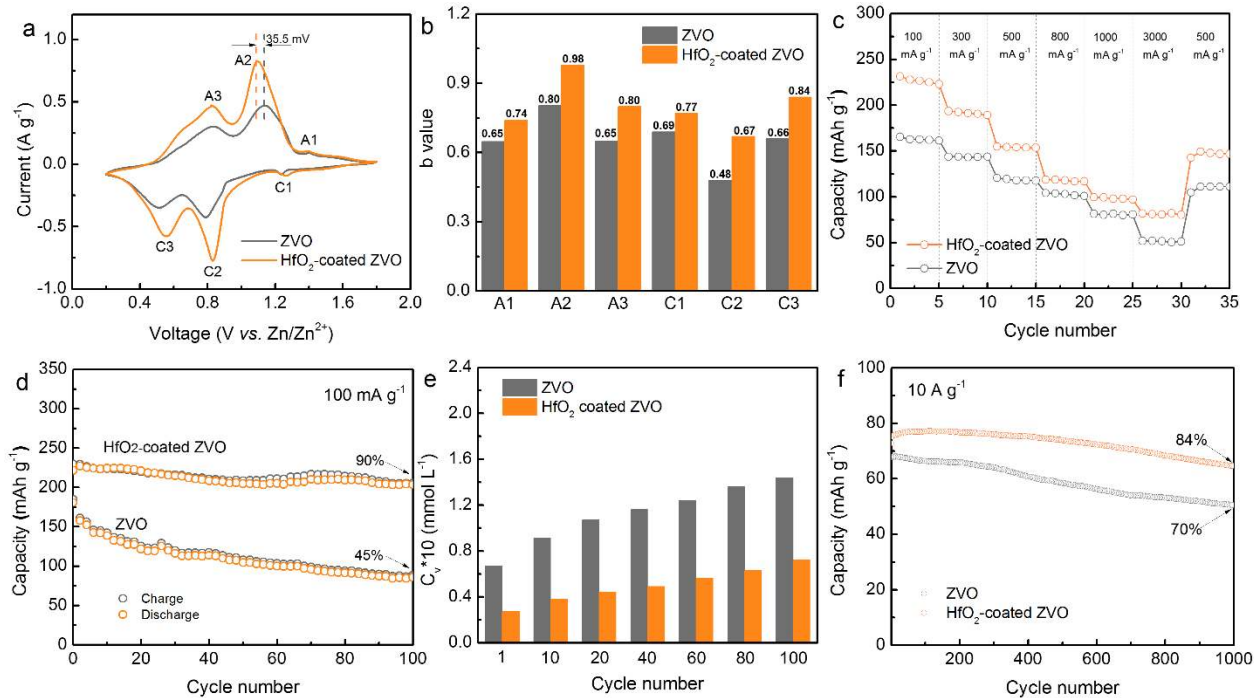 a
35.5 mV
A2
A3
A1
C1
C3
C2
ZVO
HfO₂-coated ZVO
Current (A g⁻¹)
1.0
0.5
0.0
-0.5
-1.0
0.0 0.4 0.8 1.2 1.6 2.0
Voltage (V vs. Zn/Zn²⁺)
b
ZVO
HfO₂-coated ZVO
b value
1.2
0.9
0.6
0.3
0.0
0.65 0.74 0.80 0.98 0.65 0.80 0.69 0.77 0.48 0.67 0.66 0.84
A1 A2 A3 C1 C2 C3
c
100 300 500 800 1000 3000 500
mA g⁻¹ mA g⁻¹ mA g⁻¹ mA g⁻¹ mA g⁻¹ mA g⁻¹ mA g⁻¹
HfO₂-coated ZVO
ZVO
Capacity (mAh g⁻¹)
300
250
200
150
100
50
0
0 5 10 15 20 25 30 35
Cycle number
d
100 mA g⁻¹
HfO2-coated ZVO
90%
ZVO
45%
Charge
Discharge
Capacity (mAh g⁻¹)
350
300
250
200
150
100
50
0
0 20 40 60 80 100
Cycle number
e
ZVO
HfO₂ coated ZVO
Cᵥ*10 (mmol L⁻¹)
2.4
1.8
1.2
0.6
0.0
1 10 20 40 60 80 100
Cycle number
f
10 A g⁻¹
84%
70%
ZVO
HfO₂-coated ZVO
Capacity (mAh g⁻¹)
100
80
60
40
20
0
200 400 600 800 1000
Cycle number